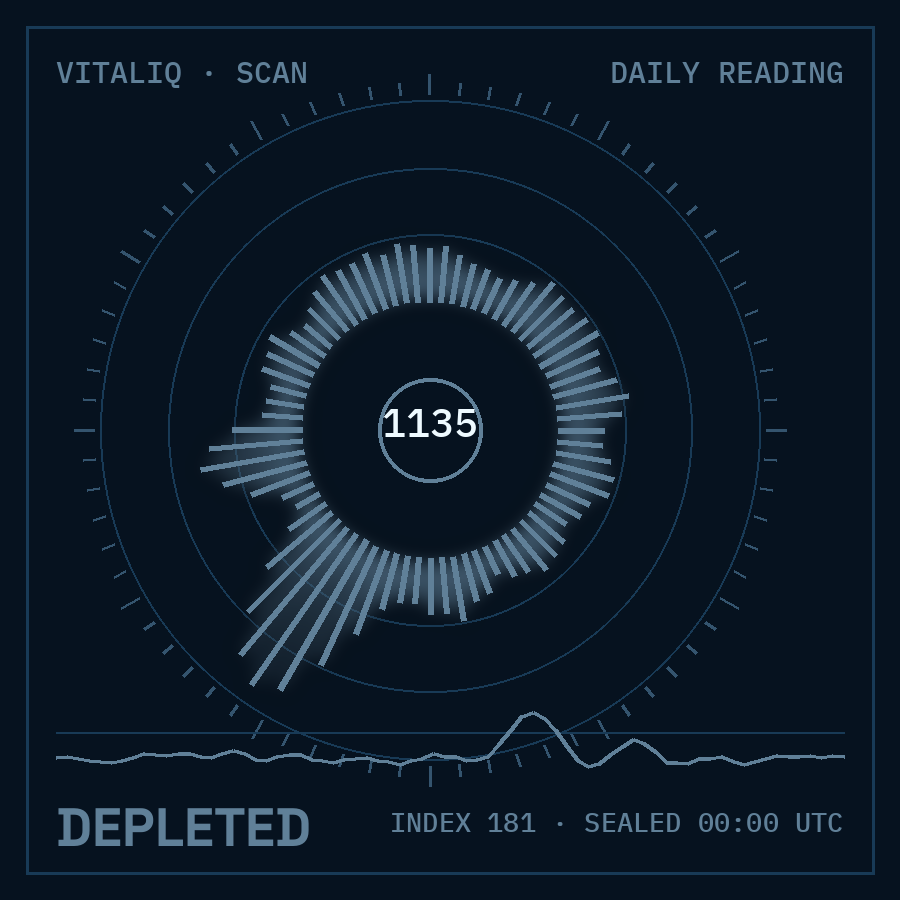 VITALIQ · SCAN
DAILY READING
1135
DEPLETED
INDEX 181 · SEALED 00:00 UTC